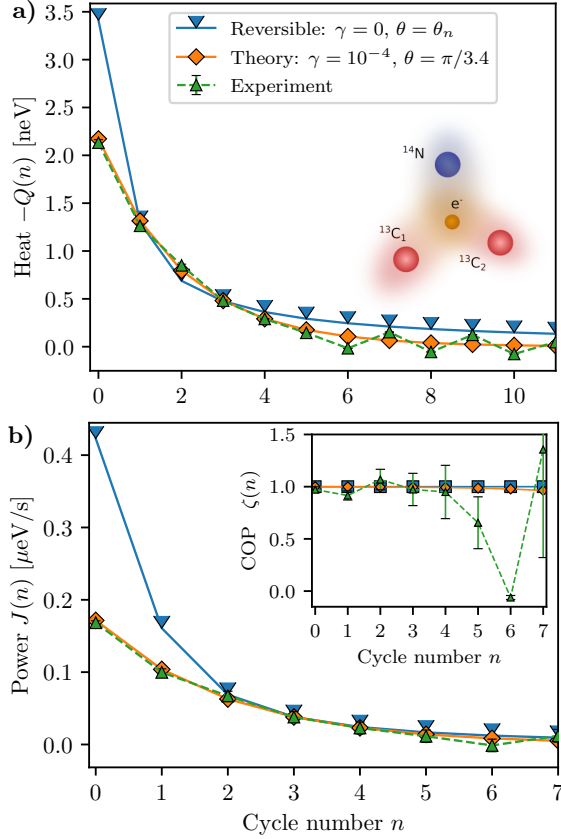 a)
Heat −Q(n) [neV]
3.5
3.0
2.5
2.0
1.5
1.0
0.5
0.0
Reversible: γ = 0, θ = θₙ
Theory: γ = 10⁻⁴, θ = π/3.4
Experiment
¹⁴N
e⁻
¹³C₁
¹³C₂
0 2 4 6 8 10
b)
Power J(n) [μeV/s]
0.4
0.3
0.2
0.1
0.0
COP ζ(n)
1.5
1.0
0.5
0.0
0 1 2 3 4 5 6 7
Cycle number n
0 1 2 3 4 5 6 7
Cycle number n